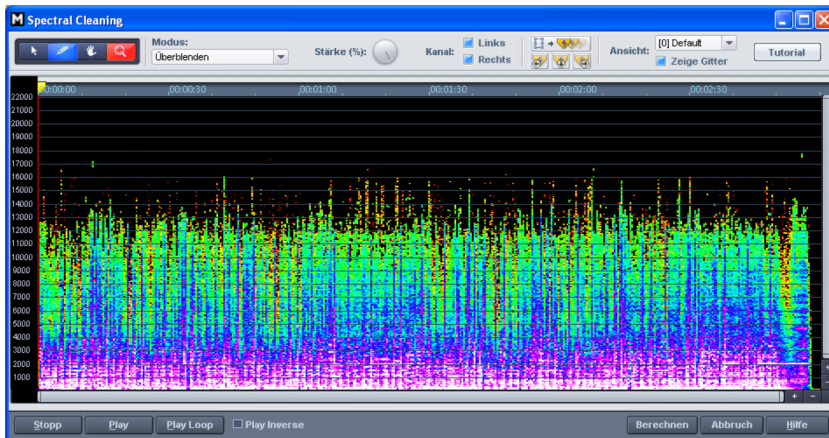 M Spectral Cleaning
Modus:
Überblenden
Stärke (%):
Kanal:
Links
Rechts
Ansicht:
[0] Default
Zeige Gitter
Tutorial
00:00:00 00:00:30 00:01:00 00:01:30 00:02:00 00:02:30
22000
21000
20000
19000
18000
17000
16000
15000
14000
13000
12000
11000
10000
9000
8000
7000
6000
5000
4000
3000
2000
1000
Stopp Play Play Loop Play Inverse Berechnen Abbruch Hilfe